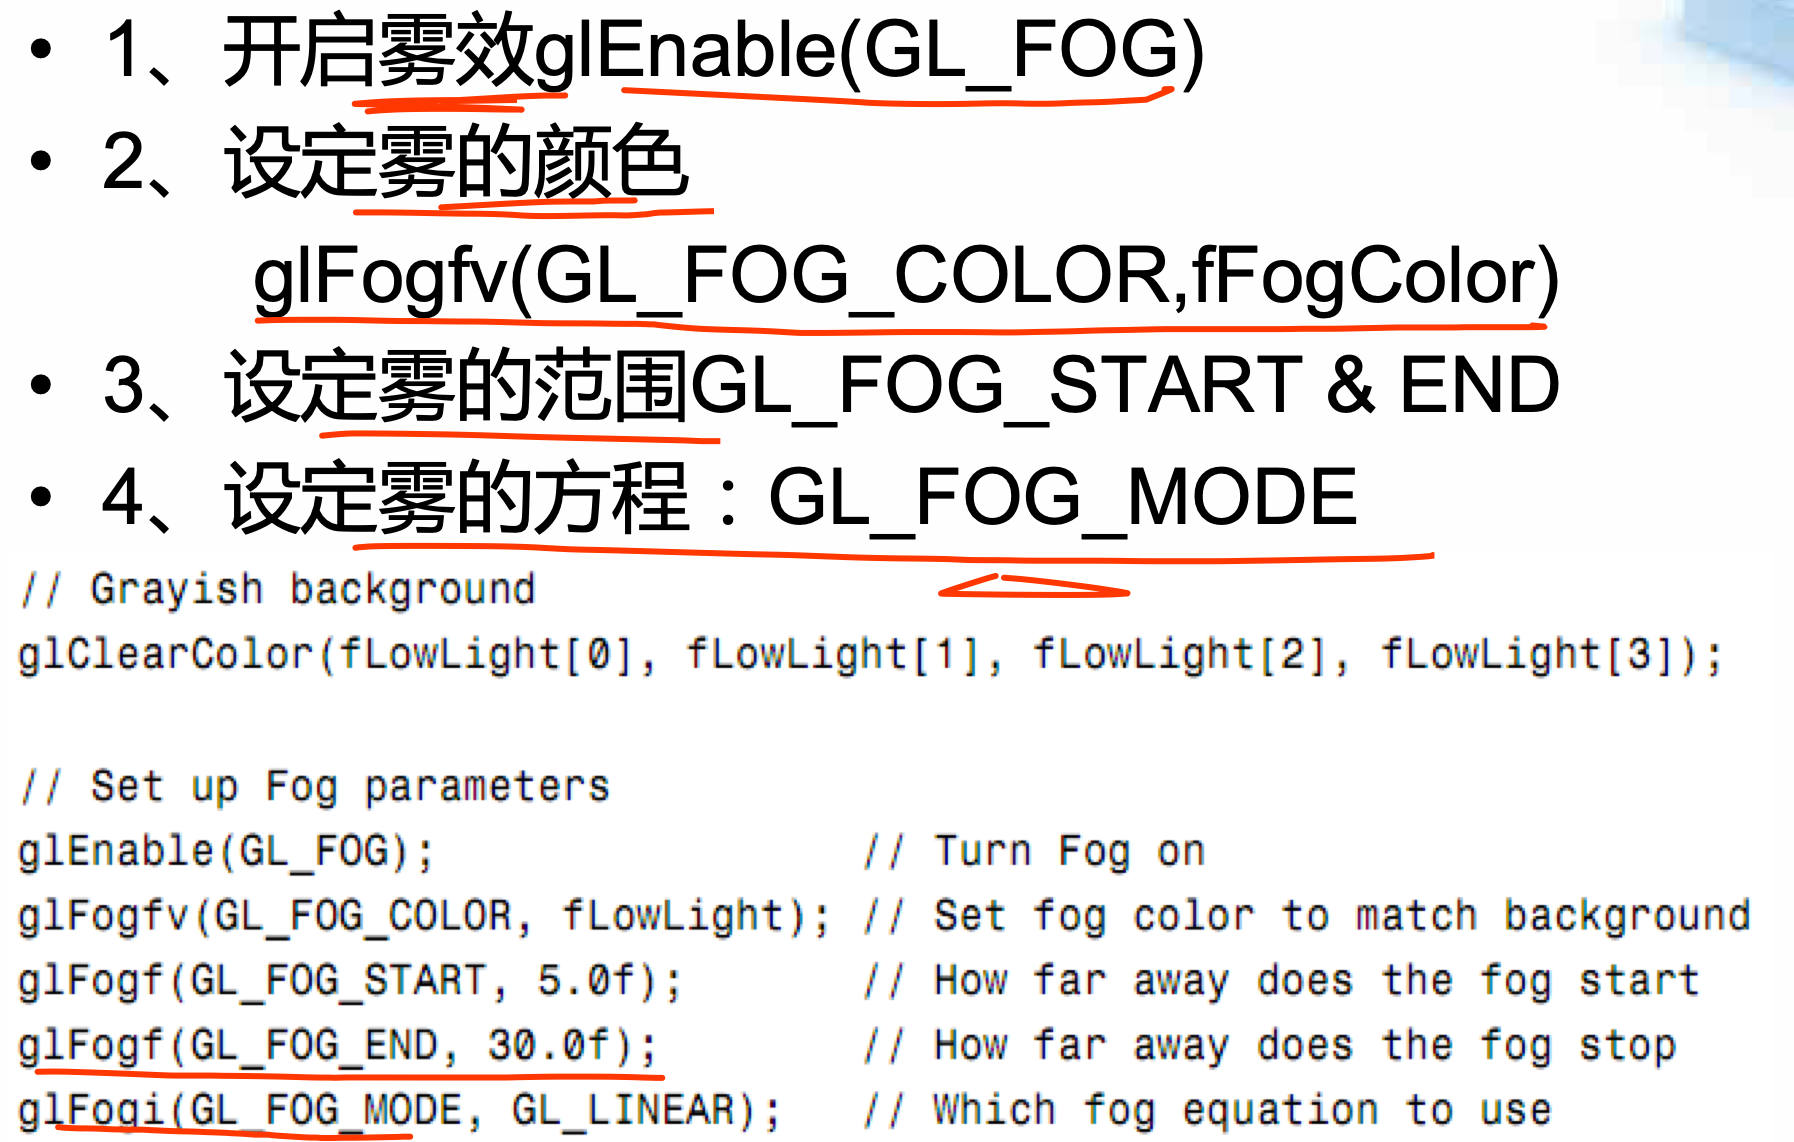 • 1、开启雾效glEnable(GL_FOG)
• 2、设定雾的颜色
glFogfv(GL_FOG_COLOR,fFogColor)
• 3、设定雾的范围GL_FOG_START & END
• 4、设定雾的方程：GL_FOG_MODE
// Grayish background
glClearColor(fLowLight[0], fLowLight[1], fLowLight[2], fLowLight[3]);
// Set up Fog parameters
glEnable(GL_FOG); // Turn Fog on
glFogfv(GL_FOG_COLOR, fLowLight); // Set fog color to match background
glFogf(GL_FOG_START, 5.0f); // How far away does the fog start
glFogf(GL_FOG_END, 30.0f); // How far away does the fog stop
glFogi(GL_FOG_MODE, GL_LINEAR); // Which fog equation to use